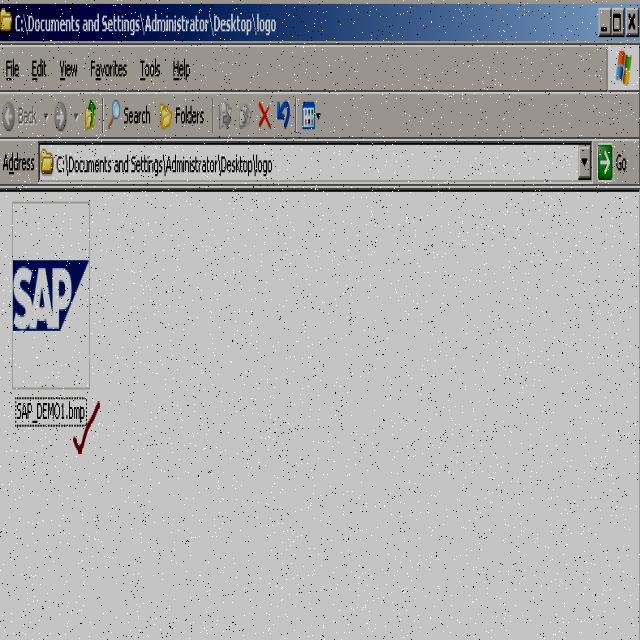 C:\Documents and Settings\Administrator\Desktop\logo
File Edit View Favorites Tools Help
Back Search Folders
Address C:\Documents and Settings\Administrator\Desktop\logo Go
SAP
SAP_DEMO1.bmp